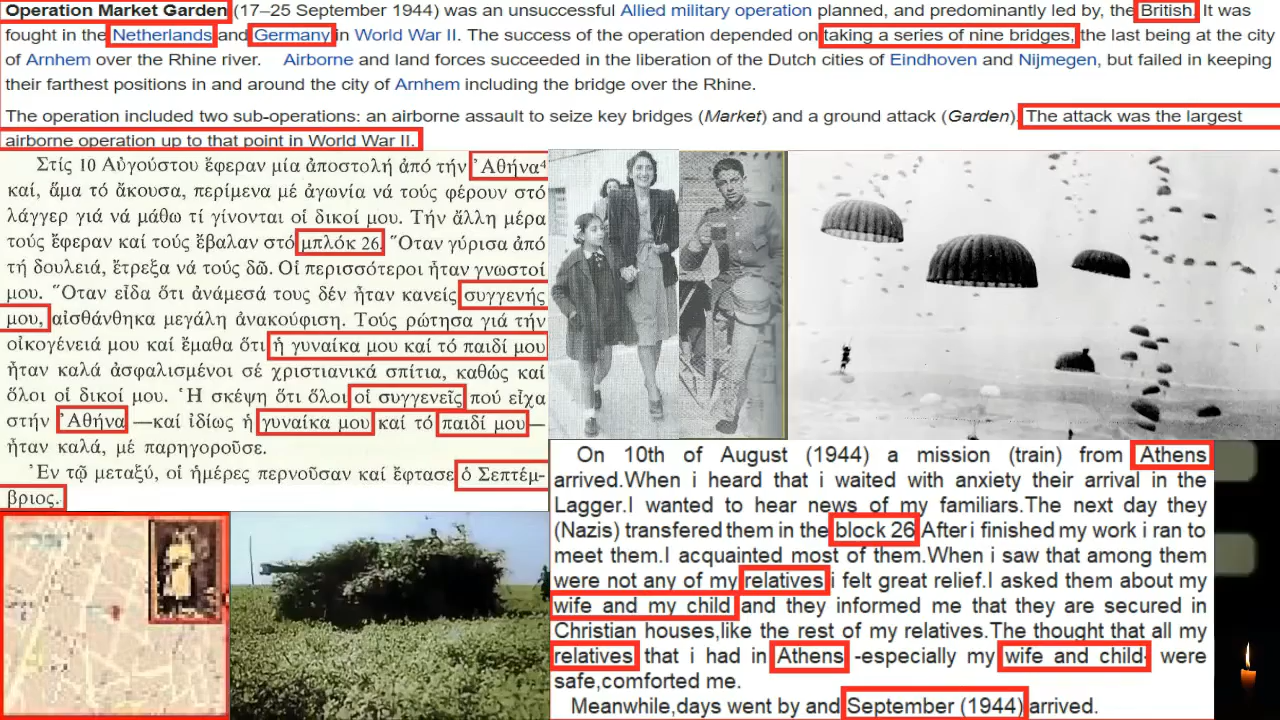 Operation Market Garden (17–25 September 1944) was an unsuccessful Allied military operation planned, and predominantly led by, the British. It was
fought in the Netherlands and Germany in World War II. The success of the operation depended on taking a series of nine bridges, the last being at the city
of Arnhem over the Rhine river. Airborne and land forces succeeded in the liberation of the Dutch cities of Eindhoven and Nijmegen, but failed in keeping
their farthest positions in and around the city of Arnhem including the bridge over the Rhine.
The operation included two sub-operations: an airborne assault to seize key bridges (Market) and a ground attack (Garden). The attack was the largest
airborne operation up to that point in World War II.
Στίς 10 Αὐγούστου ἔφεραν μία ἀποστολή ἀπό τήν Ἀθήνα⁴
καί, ἅμα τό ἄκουσα, περίμενα μέ ἀγωνία νά τούς φέρουν στό
λάγγερ γιά νά μάθω τί γίνονται οἱ δικοί μου. Τήν ἄλλη μέρα
τούς ἔφεραν καί τούς ἔβαλαν στό μπλόκ 26. Ὅταν γύρισα ἀπό
τή δουλειά, ἔτρεξα νά τούς δῶ. Οἱ περισσότεροι ἦταν γνωστοί
μου. Ὅταν εἶδα ὅτι ἀνάμεσά τους δέν ἦταν κανείς συγγενής
μου, αἰσθάνθηκα μεγάλη ἀνακούφιση. Τούς ρώτησα γιά τήν
οἰκογένειά μου καί ἔμαθα ὅτι ἡ γυναίκα μου καί τό παιδί μου
ἦταν καλά ἀσφαλισμένοι σέ χριστιανικά σπίτια, καθώς καί
ὅλοι οἱ δικοί μου. Ἡ σκέψη ὅτι ὅλοι οἱ συγγενεῖς πού εἶχα
στήν Ἀθήνα —καί ἰδίως ἡ γυναίκα μου καί τό παιδί μου—
ἦταν καλά, μέ παρηγοροῦσε.
Ἐν τῷ μεταξύ, οἱ ἡμέρες περνοῦσαν καί ἔφτασε ὁ Σεπτέμ-
βριος.
On 10th of August (1944) a mission (train) from Athens
arrived.When i heard that i waited with anxiety their arrival in the
Lagger.I wanted to hear news of my familiars.The next day they
(Nazis) transfered them in the block 26 After i finished my work i ran to
meet them.I acquainted most of them.When i saw that among them
were not any of my relatives i felt great relief.I asked them about my
wife and my child and they informed me that they are secured in
Christian houses,like the rest of my relatives.The thought that all my
relatives that i had in Athens -especially my wife and child- were
safe,comforted me.
Meanwhile,days went by and September (1944) arrived.